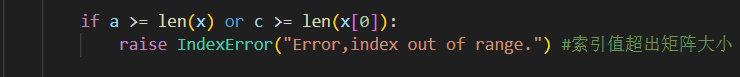 if a >= len(x) or c >= len(x[0]):
    raise IndexError("Error,index out of range.") #索引值超出矩阵大小